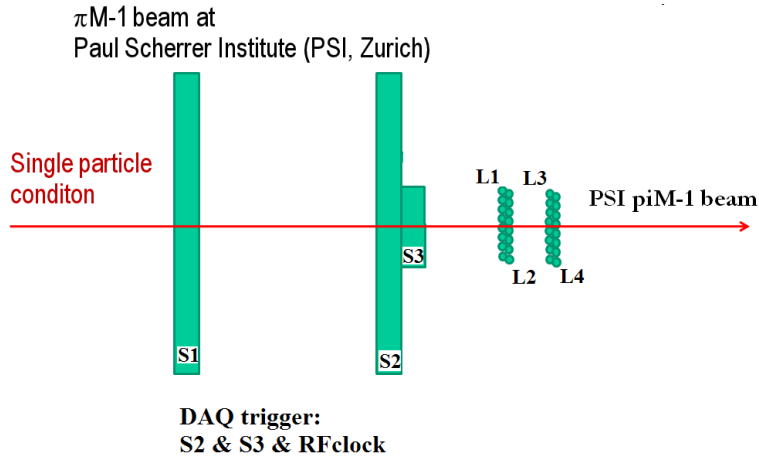 πM-1 beam at
Paul Scherrer Institute (PSI, Zurich)
Single particle
conditon
L1 L3
PSI piM-1 beam
S3
L2 L4
S1
S2
DAQ trigger:
S2 & S3 & RFclock